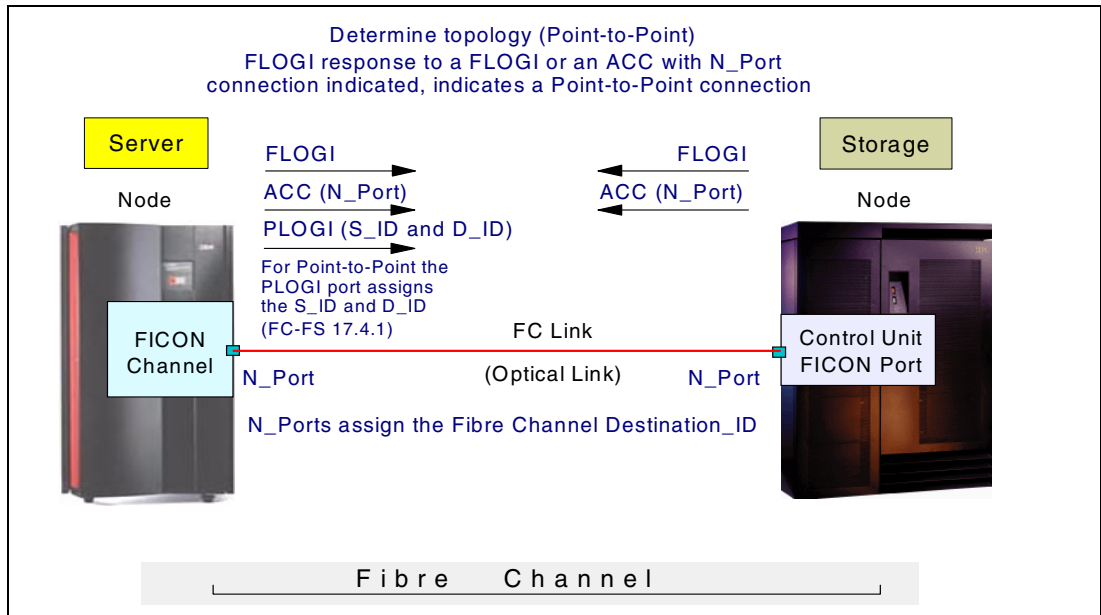 Determine topology (Point-to-Point)
FLOGI response to a FLOGI or an ACC with N_Port
connection indicated, indicates a Point-to-Point connection
Server
Storage
FLOGI
FLOGI
ACC (N_Port)
ACC (N_Port)
Node
Node
PLOGI (S_ID and D_ID)
For Point-to-Point the
PLOGI port assigns
the S_ID and D_ID
(FC-FS 17.4.1)
FICON
Channel
FC Link
Control Unit
FICON Port
N_Port
(Optical Link)
N_Port
N_Ports assign the Fibre Channel Destination_ID
Fibre Channel